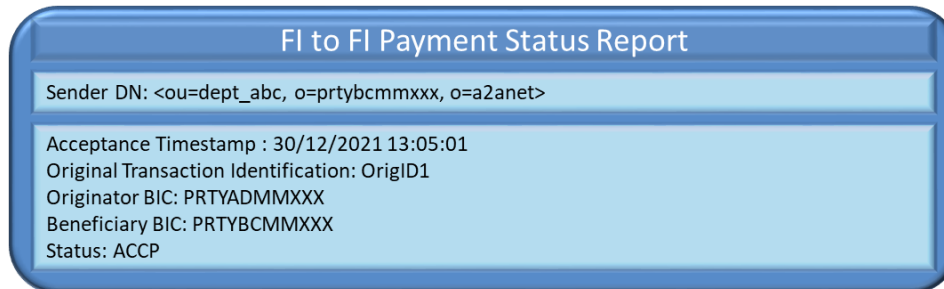 FI to FI Payment Status Report
Sender DN: <ou=dept_abc, o=prtybcmmxxx, o=a2anet>
Acceptance Timestamp : 30/12/2021 13:05:01
Original Transaction Identification: OrigID1
Originator BIC: PRTYADMMXXX
Beneficiary BIC: PRTYBCMMXXX
Status: ACCP